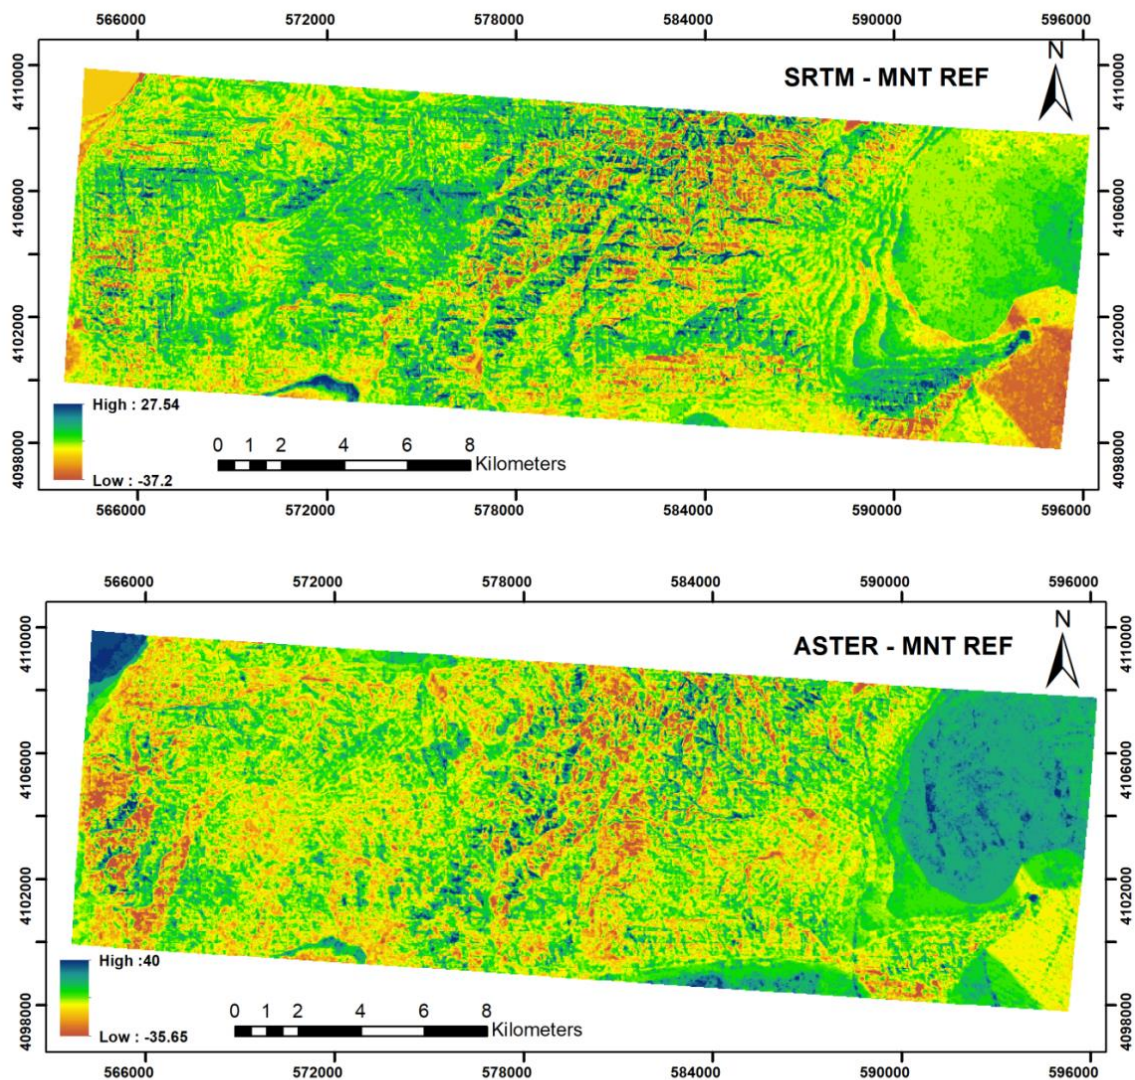 566000 572000 578000 584000 590000 596000
N
SRTM - MNT REF
4110000 4110000
4106000 4106000
4102000 4102000
4098000 4098000
High : 27.54
Low : -37.2
0 1 2 4 6 8
Kilometers
566000 572000 578000 584000 590000 596000
566000 572000 578000 584000 590000 596000
N
ASTER - MNT REF
4110000 4110000
4106000 4106000
4102000 4102000
4098000 4098000
High :40
Low : -35.65
0 1 2 4 6 8
Kilometers
566000 572000 578000 584000 590000 596000